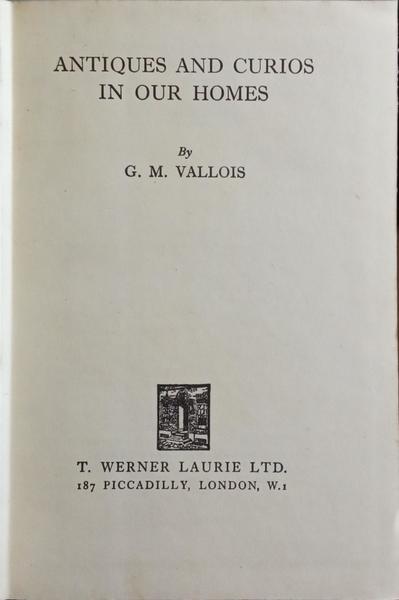 ANTIQUES AND CURIOS
IN OUR HOMES
By
G. M. VALLOIS
T. WERNER LAURIE LTD.
187 PICCADILLY, LONDON, W.1